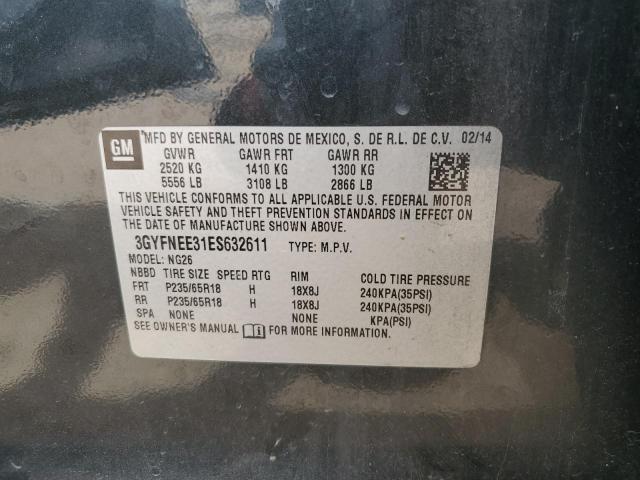 GM
MFD BY GENERAL MOTORS DE MEXICO, S. DE R.L. DE C.V. 02/14
GVWR GAWR FRT GAWR RR
2520 KG 1410 KG 1300 KG
5556 LB 3108 LB 2866 LB
THIS VEHICLE CONFORMS TO ALL APPLICABLE U.S. FEDERAL MOTOR
VEHICLE SAFETY AND THEFT PREVENTION STANDARDS IN EFFECT ON
THE DATE OF MANUFACTURE SHOWN ABOVE.
3GYFNEE31ES632611 TYPE: M.P.V.
MODEL: NG26
NBBD TIRE SIZE SPEED RTG RIM COLD TIRE PRESSURE
FRT P235/65R18 H 18X8J 240KPA(35PSI)
RR P235/65R18 H 18X8J 240KPA(35PSI)
SPA NONE NONE KPA(PSI)
SEE OWNER'S MANUAL FOR MORE INFORMATION.